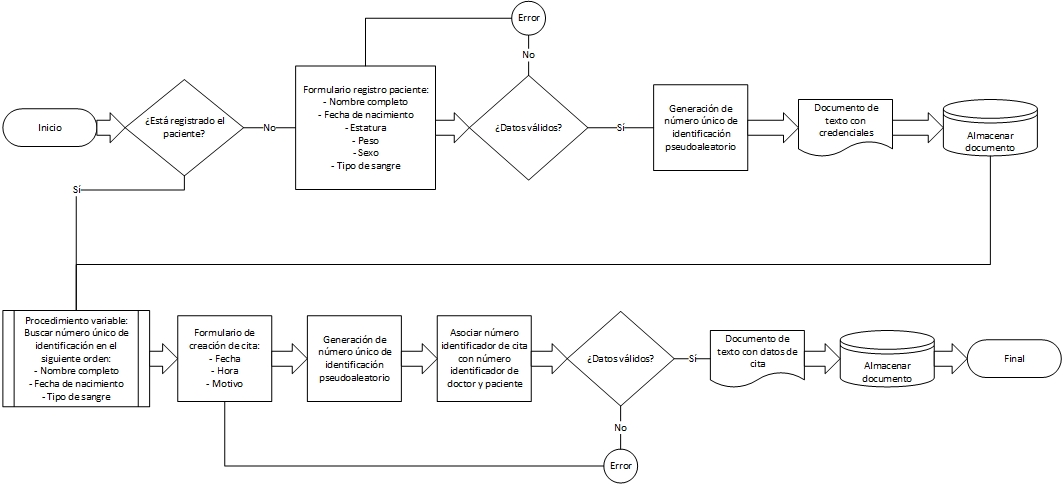 Error
No
Inicio
¿Está registrado el
paciente?
No
Formulario registro paciente:
- Nombre completo
- Fecha de nacimiento
- Estatura
- Peso
- Sexo
- Tipo de sangre
¿Datos válidos?
Sí
Generación de
número único de
identificación
pseudoaleatorio
Documento de
texto con
credenciales
Almacenar
documento
Sí
Procedimiento variable:
Buscar número único de
identificación en el
siguiente orden:
- Nombre completo
- Fecha de nacimiento
- Tipo de sangre
Formulario de
creación de cita:
- Fecha
- Hora
- Motivo
Generación de
número único de
identificación
pseudoaleatorio
Asociar número
identificador de cita
con número
identificador de
doctor y paciente
¿Datos válidos?
Sí
Documento de
texto con datos de
cita
Almacenar
documento
Final
No
Error